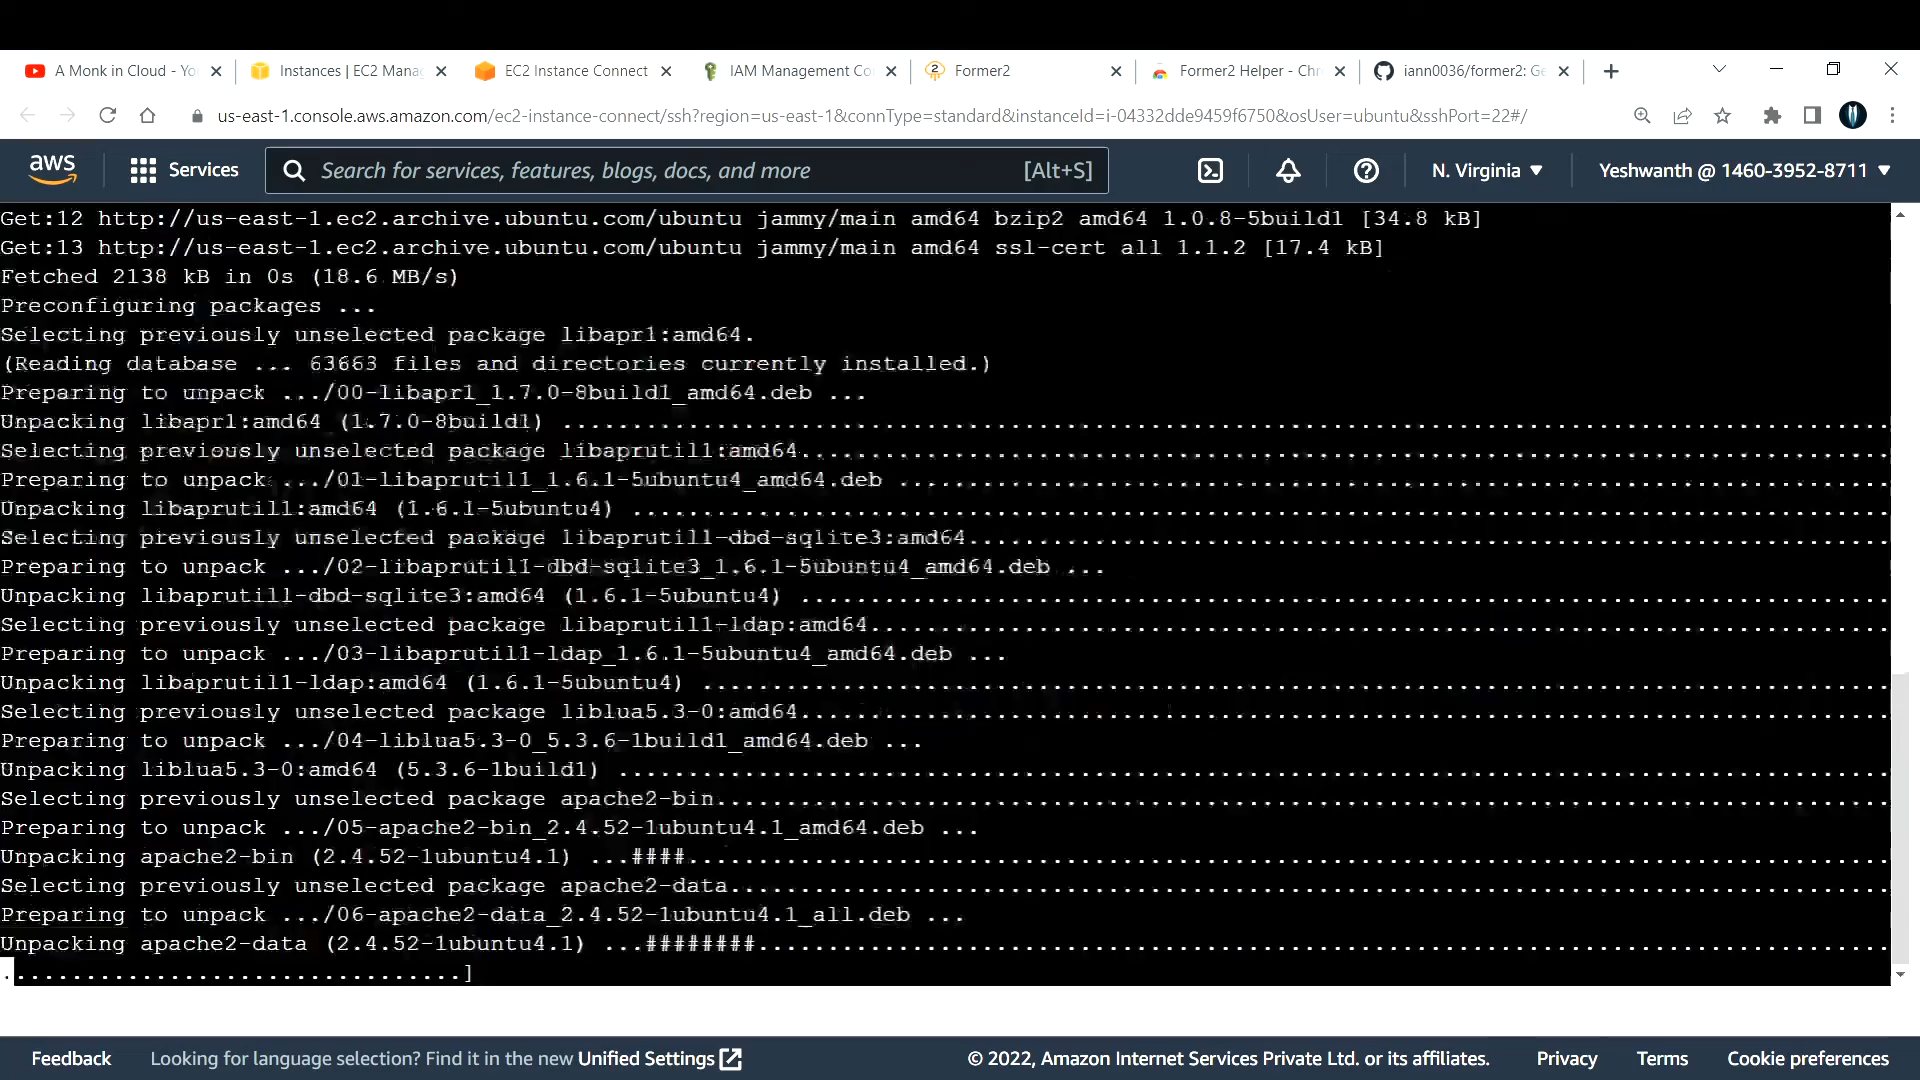 A Monk in Cloud - Yo
Instances | EC2 Mana
EC2 Instance Connect
IAM Management Co
Former2
Former2 Helper - Chr
iann0036/former2: Ge
us-east-1.console.aws.amazon.com/ec2-instance-connect/ssh?region=us-east-1&connType=standard&instanceId=i-04332dde9459f6750&osUser=ubuntu&sshPort=22#/
aws
Services
Search for services, features, blogs, docs, and more
[Alt+S]
N. Virginia
Yeshwanth @ 1460-3952-8711
Get:12 http://us-east-1.ec2.archive.ubuntu.com/ubuntu jammy/main amd64 bzip2 amd64 1.0.8-5build1 [34.8 kB]
Get:13 http://us-east-1.ec2.archive.ubuntu.com/ubuntu jammy/main amd64 ssl-cert all 1.1.2 [17.4 kB]
Fetched 2138 kB in 0s (18.6 MB/s)
Preconfiguring packages ...
Selecting previously unselected package libapr1:amd64.
(Reading database ... 63663 files and directories currently installed.)
Preparing to unpack .../00-libapr1_1.7.0-8build1_amd64.deb ...
Unpacking libapr1:amd64 (1.7.0-8build1) ...
Selecting previously unselected package libaprutil1:amd64...
Preparing to unpack .../01-libaprutil1_1.6.1-5ubuntu4_amd64.deb ...
Unpacking libaprutil1:amd64 (1.6.1-5ubuntu4) ...
Selecting previously unselected package libaprutil1-dbd-sqlite3:amd64...
Preparing to unpack .../02-libaprutil1-dbd-sqlite3_1.6.1-5ubuntu4_amd64.deb ...
Unpacking libaprutil1-dbd-sqlite3:amd64 (1.6.1-5ubuntu4) ...
Selecting previously unselected package libaprutil1-ldap:amd64...
Preparing to unpack .../03-libaprutil1-ldap_1.6.1-5ubuntu4_amd64.deb ...
Unpacking libaprutil1-ldap:amd64 (1.6.1-5ubuntu4) ...
Selecting previously unselected package liblua5.3-0:amd64...
Preparing to unpack .../04-liblua5.3-0_5.3.6-1build1_amd64.deb ...
Unpacking liblua5.3-0:amd64 (5.3.6-1build1) ...
Selecting previously unselected package apache2-bin...
Preparing to unpack .../05-apache2-bin_2.4.52-1ubuntu4.1_amd64.deb ...
Unpacking apache2-bin (2.4.52-1ubuntu4.1) ...####...
Selecting previously unselected package apache2-data...
Preparing to unpack .../06-apache2-data_2.4.52-1ubuntu4.1_all.deb ...
Unpacking apache2-data (2.4.52-1ubuntu4.1) ...########...
.................................]
Feedback
Looking for language selection? Find it in the new Unified Settings
© 2022, Amazon Internet Services Private Ltd. or its affiliates.
Privacy
Terms
Cookie preferences